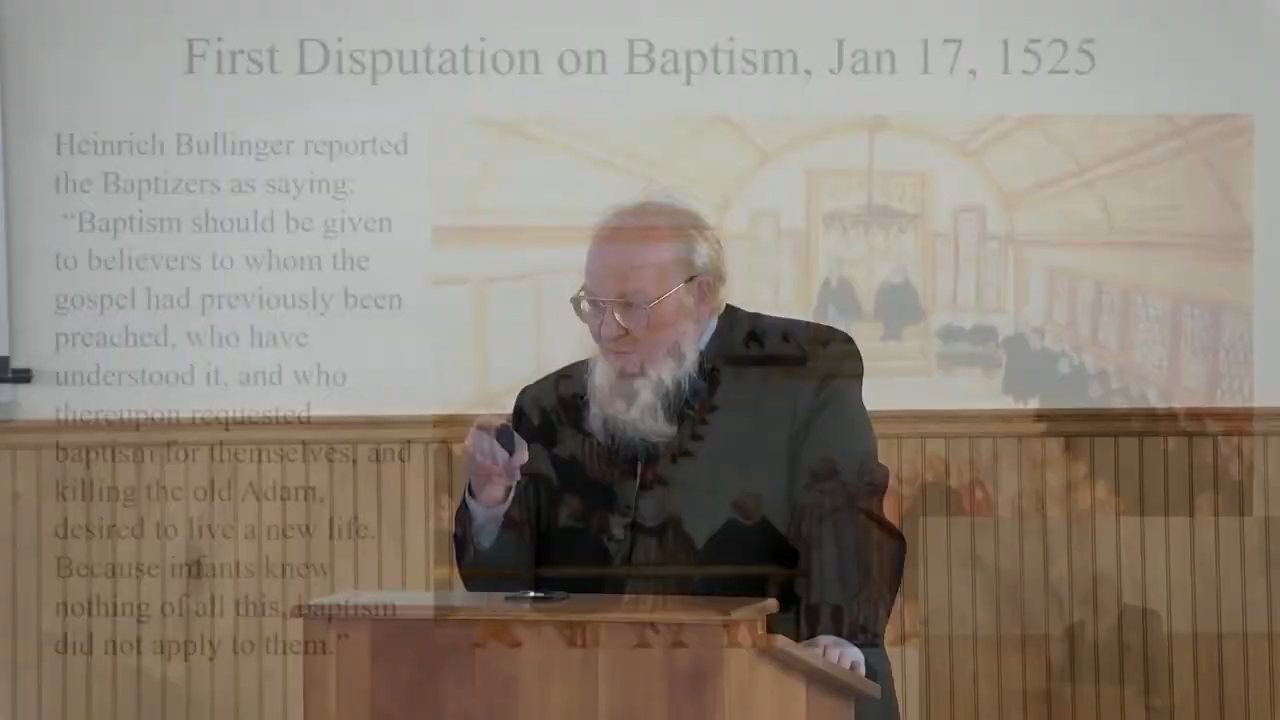 First Disputation on Baptism, Jan 17, 1525
Heinrich Bullinger reported
the Baptizers as saying:
“Baptism should be given
to believers to whom the
gospel had previously been
preached, who have
understood it, and who
thereupon requested
baptism for themselves, and
killing the old Adam,
desired to live a new life.
Because infants knew
nothing of all this, baptism
did not apply to them.”